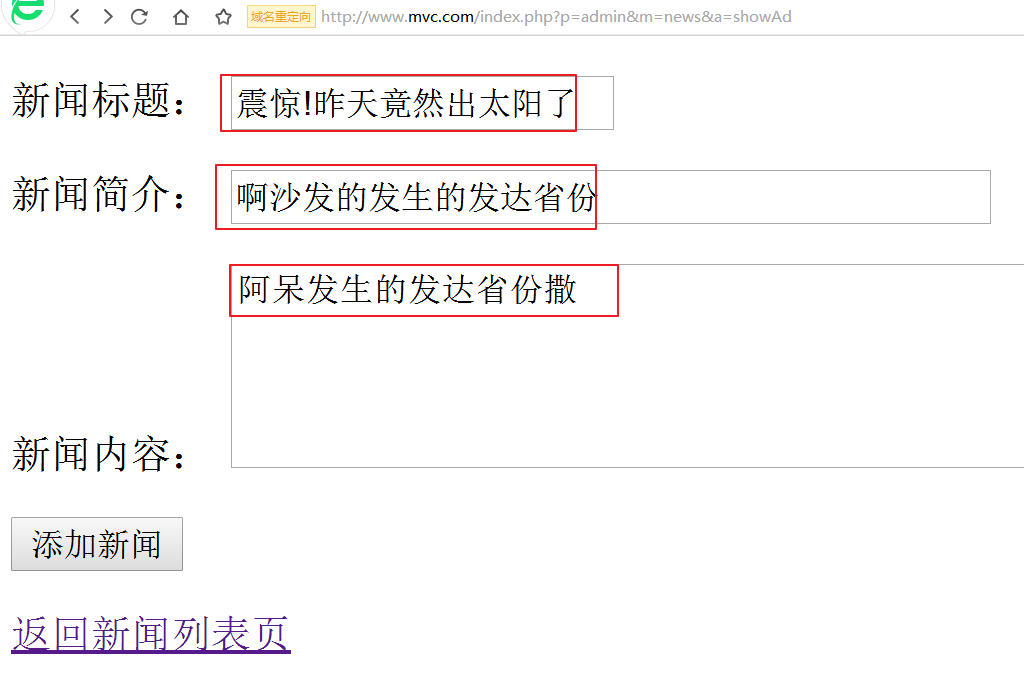 域名重定向 http://www.mvc.com/index.php?p=admin&m=news&a=showAd
新闻标题： 震惊!昨天竟然出太阳了
新闻简介： 啊沙发的发生的发达省份
阿呆发生的发达省份撒
新闻内容：
添加新闻
返回新闻列表页